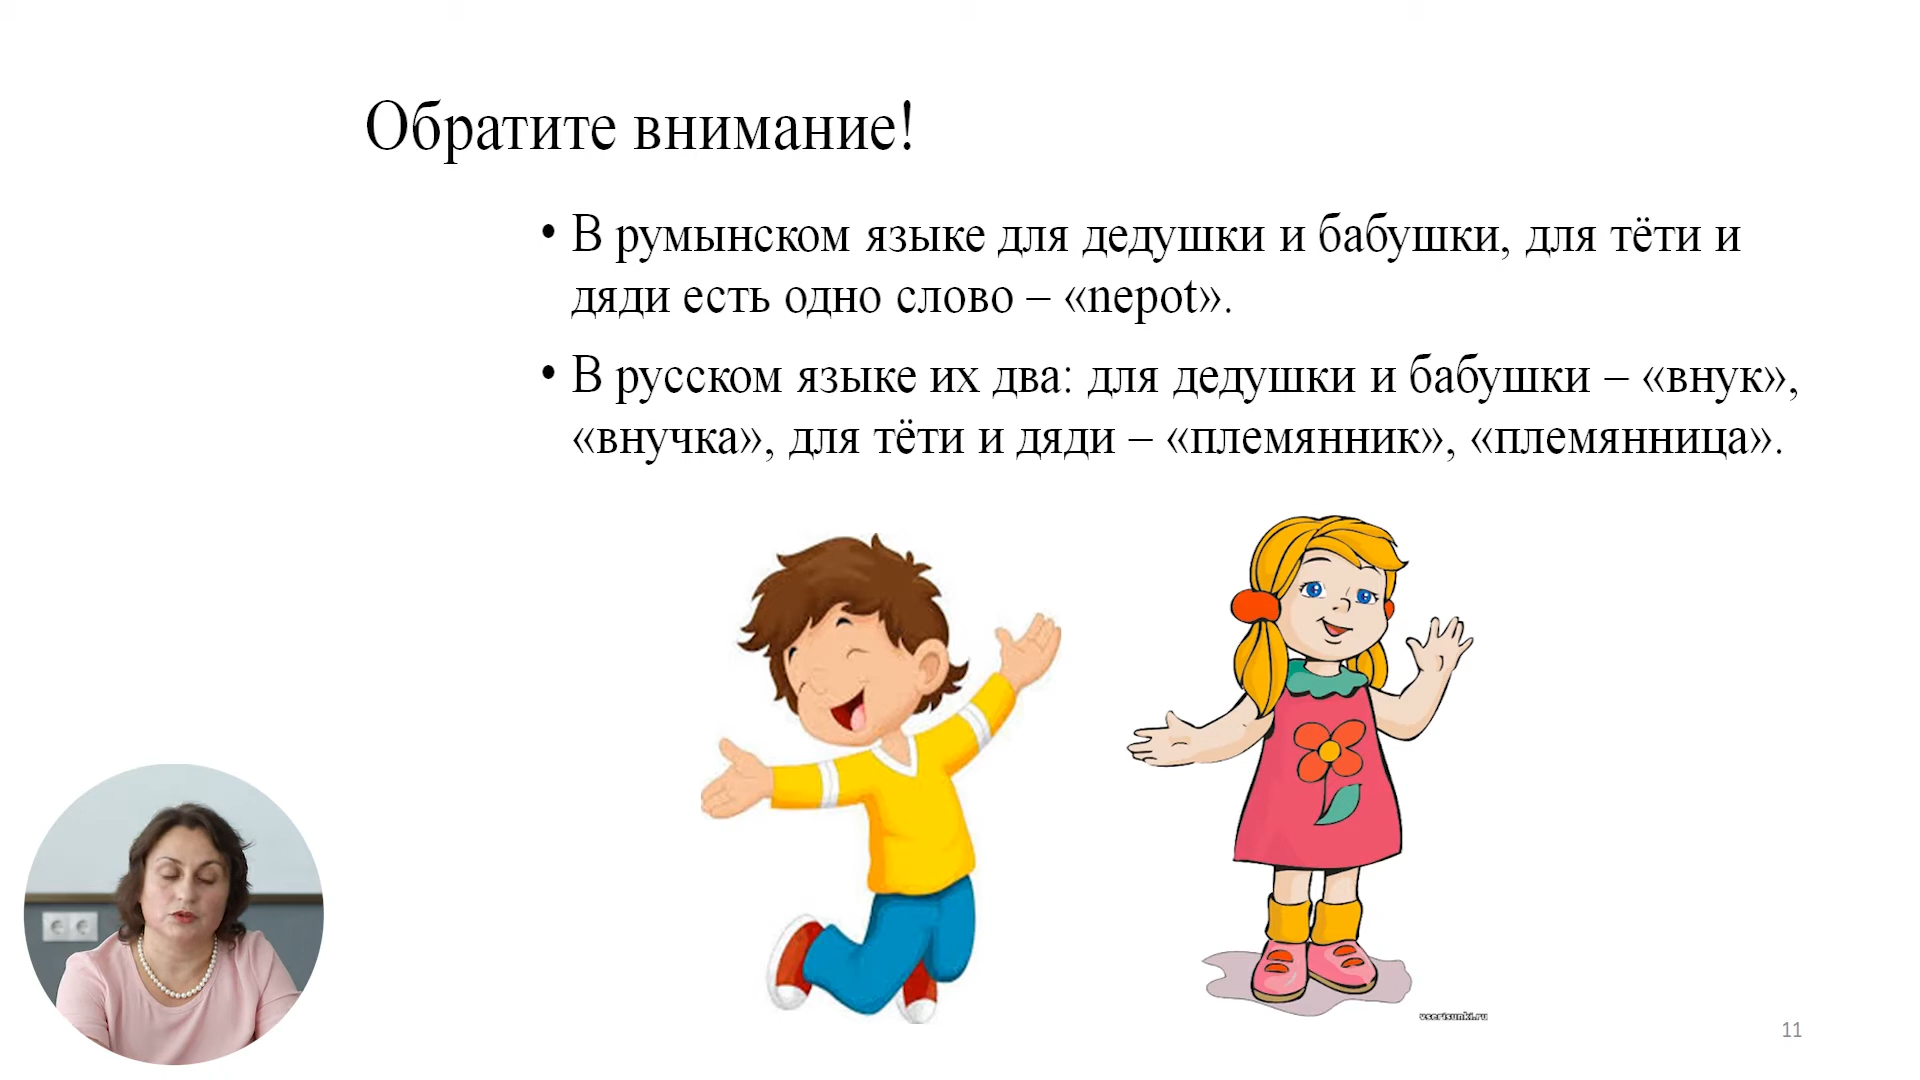 Обратите внимание!
• В румынском языке для дедушки и бабушки, для тёти и
дяди есть одно слово – «nepot».
• В русском языке их два: для дедушки и бабушки – «внук»,
«внучка», для тёти и дяди – «племянник», «племянница».
vserisunki.ru
11